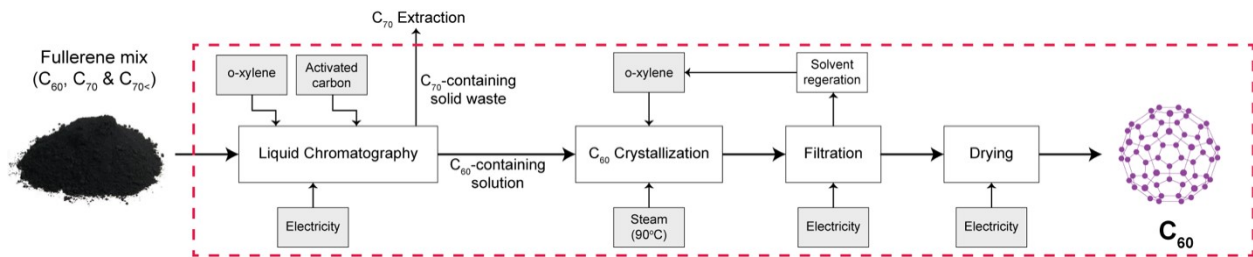 C70 Extraction
Fullerene mix
(C60, C70 & C70<)
o-xylene
Activated
carbon
C70-containing
solid waste
o-xylene
Solvent
regeration
Liquid Chromatography
C60-containing
solution
C60 Crystallization
Filtration
Drying
Electricity
Steam
(90°C)
Electricity
Electricity
C60